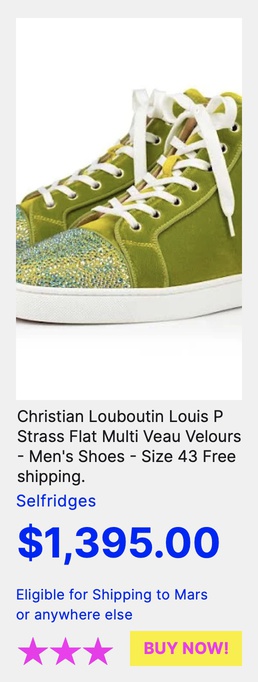 Christian Louboutin Louis P
Strass Flat Multi Veau Velours
- Men's Shoes - Size 43 Free
shipping.
Selfridges
$1,395.00
Eligible for Shipping to Mars
or anywhere else
BUY NOW!